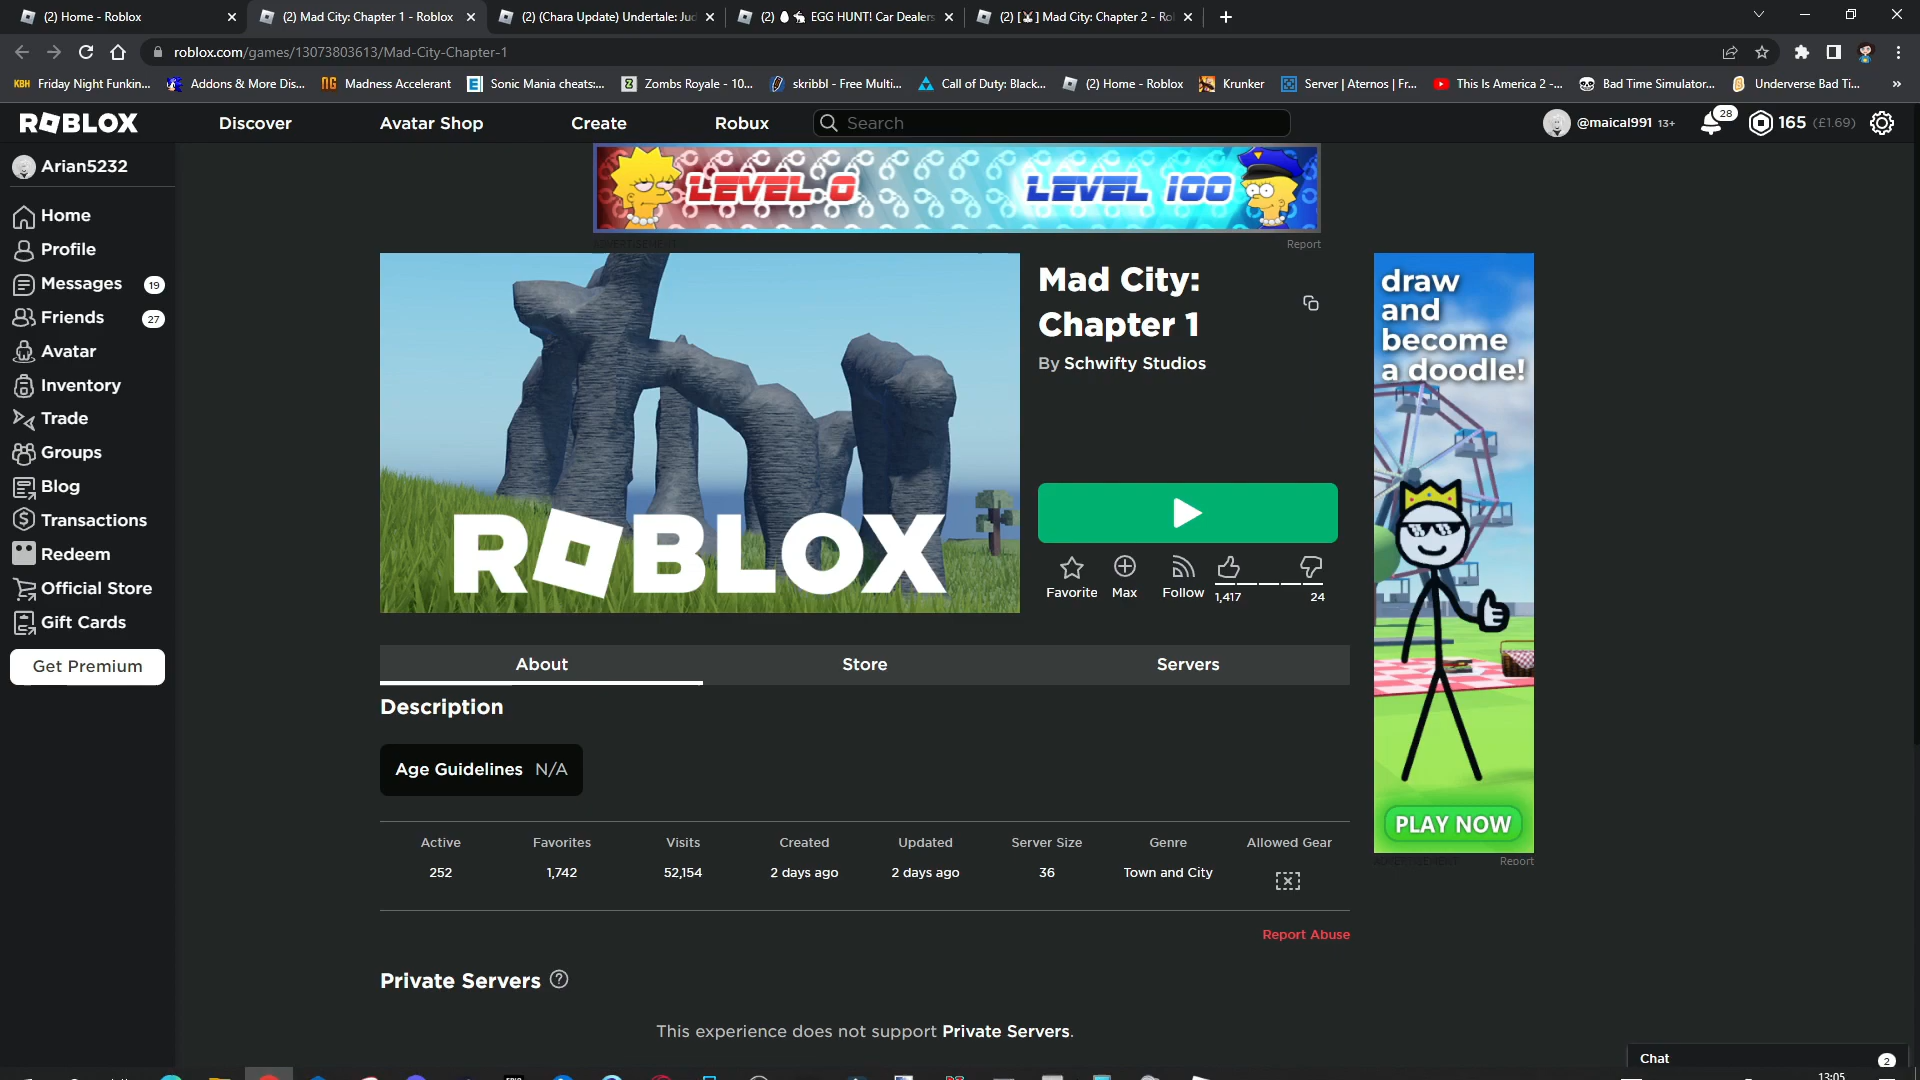 (2) Home - Roblox
(2) Mad City: Chapter 1 - Roblox
(2) (Chara Update) Undertale: Jud
(2) EGG HUNT! Car Dealers
(2) [] Mad City: Chapter 2 - Ro
roblox.com/games/13073803613/Mad-City-Chapter-1
KBH Friday Night Funkin...
Addons & More Dis...
NG Madness Accelerant
E Sonic Mania cheats:...
Z Zombs Royale - 10...
skribbl - Free Multi...
Call of Duty: Black...
(2) Home - Roblox
Krunker
Server | Aternos | Fr...
This Is America 2 -...
Bad Time Simulator...
Underverse Bad Ti...
»
ROBLOX
Discover
Avatar Shop
Create
Robux
Search
@maical991 13+
28
165 (£1.69)
Arian5232
Home
Profile
Messages 19
Friends 27
Avatar
Inventory
Trade
Groups
Blog
Transactions
Redeem
Official Store
Gift Cards
Get Premium
LEVEL 0
LEVEL 100
ADVERTISEMENT
Report
ROBLOX
Mad City:
Chapter 1
By Schwifty Studios
Favorite
Max
Follow
1,417
24
draw
and
become
a doodle!
PLAY NOW
ADVERTISEMENT
Report
About
Store
Servers
Description
Age Guidelines N/A
Active Favorites Visits Created Updated Server Size Genre Allowed Gear
252 1,742 52,154 2 days ago 2 days ago 36 Town and City
Report Abuse
Private Servers ?
This experience does not support Private Servers.
Chat
2
13:05